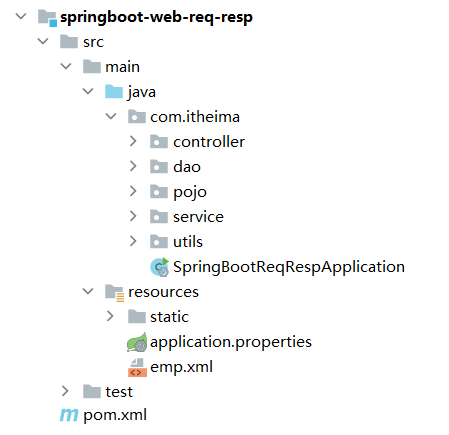 springboot-web-req-resp
src
main
java
com.itheima
controller
dao
pojo
service
utils
SpringBootReqRespApplication
resources
static
application.properties
emp.xml
test
pom.xml